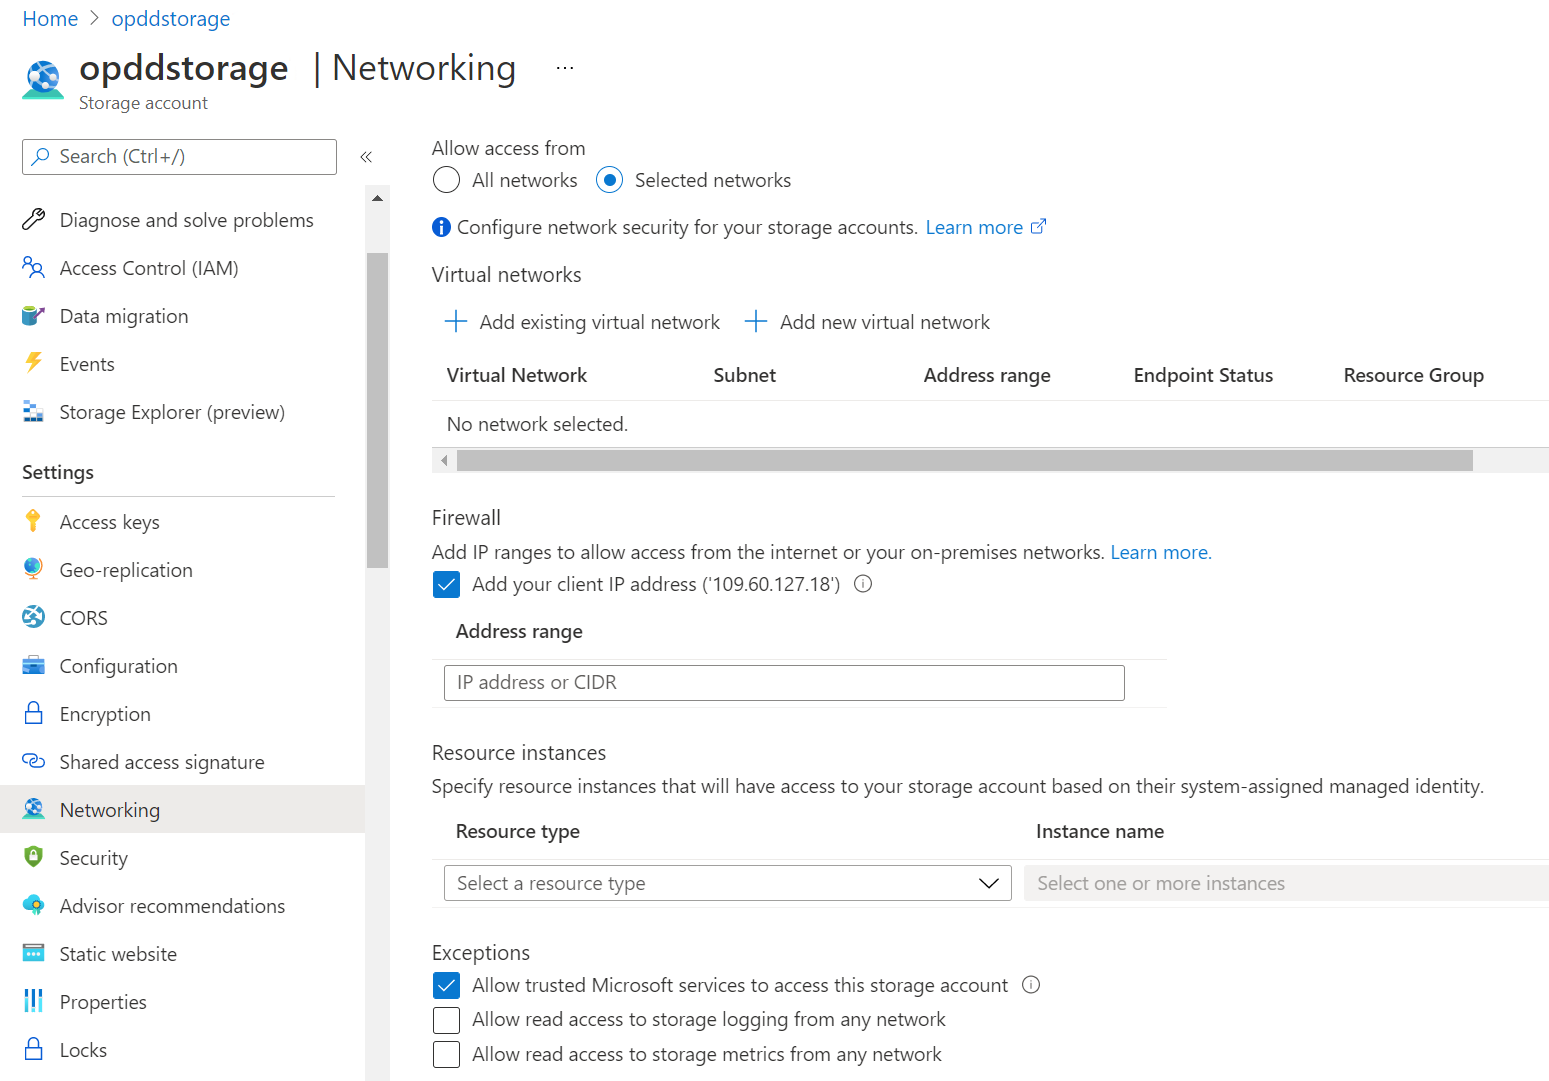 Home > opddstorage
opddstorage | Networking ...
Storage account
Search (Ctrl+/)
«
Diagnose and solve problems
Access Control (IAM)
Data migration
Events
Storage Explorer (preview)
Settings
Access keys
Geo-replication
CORS
Configuration
Encryption
Shared access signature
Networking
Security
Advisor recommendations
Static website
Properties
Locks
Allow access from
All networks Selected networks
Configure network security for your storage accounts. Learn more
Virtual networks
+ Add existing virtual network + Add new virtual network
Virtual Network Subnet Address range Endpoint Status Resource Group
No network selected.
Firewall
Add IP ranges to allow access from the internet or your on-premises networks. Learn more.
Add your client IP address ('109.60.127.18')
Address range
IP address or CIDR
Resource instances
Specify resource instances that will have access to your storage account based on their system-assigned managed identity.
Resource type Instance name
Select a resource type Select one or more instances
Exceptions
Allow trusted Microsoft services to access this storage account
Allow read access to storage logging from any network
Allow read access to storage metrics from any network